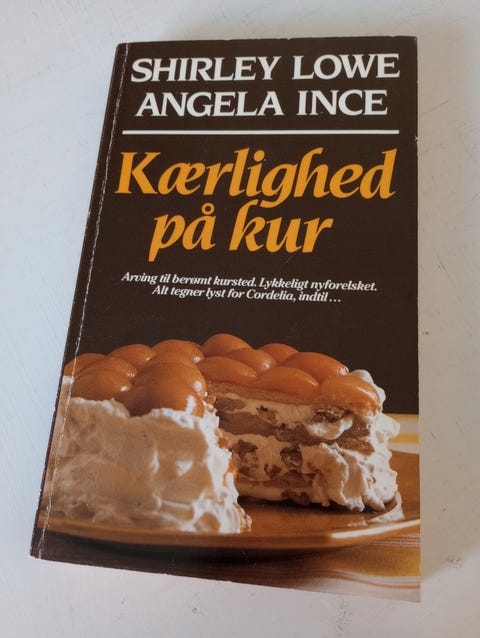 SHIRLEY LOWE
ANGELA INCE
Kærlighed
på kur
Arving til berømt kursted. Lykkeligt nyforelsket.
Alt tegner lyst for Cordelia, indtil ...